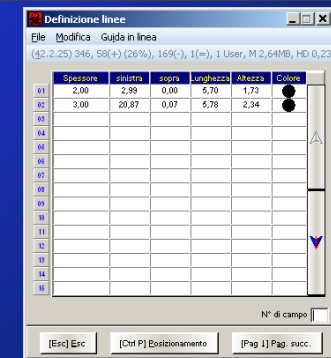 Definizione linee
File Modifica Guida in linea
(42.2.25) 346, 58(+) (26%), 169(-), 1(=), 1 User, M 2,64MB, HD 0,23
Spessore sinistra sopra Lunghezza Altezza Colore
01 2,00 2,99 0,00 5,70 1,73
02 3,00 20,87 0,07 5,78 2,34
03
04
05
06
07
08
09
10
11
12
13
14
15
N° di campo
[Esc] Esc [Ctrl P] Posizionamento [Pag ↓] Pag. succ.